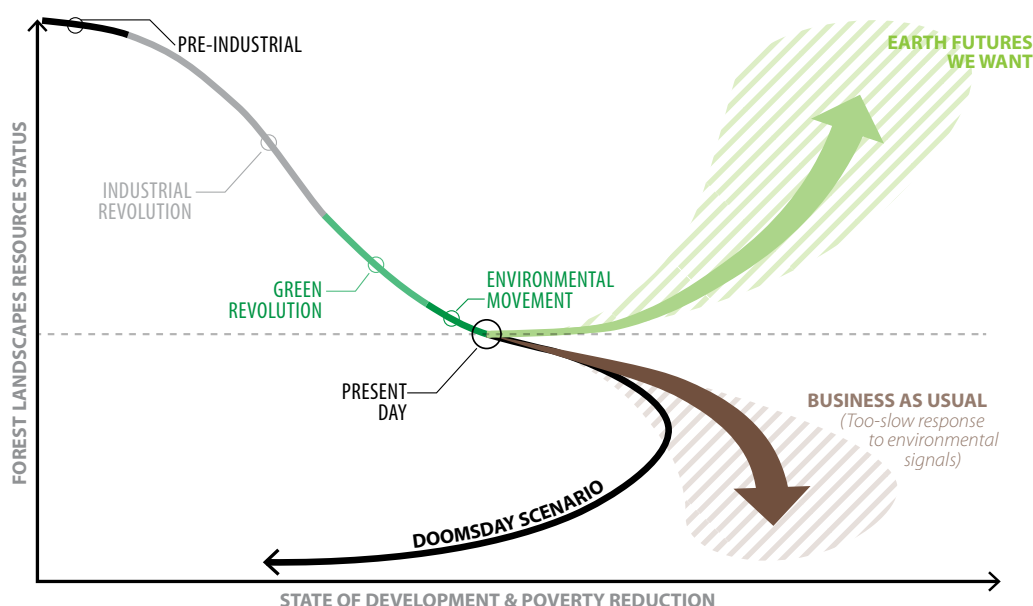 PRE-INDUSTRIAL
EARTH FUTURES
WE WANT
INDUSTRIAL
REVOLUTION
GREEN
REVOLUTION
ENVIRONMENTAL
MOVEMENT
PRESENT
DAY
BUSINESS AS USUAL
(Too-slow response
to environmental
signals)
DOOMSDAY SCENARIO
FOREST LANDSCAPES RESOURCE STATUS
STATE OF DEVELOPMENT & POVERTY REDUCTION